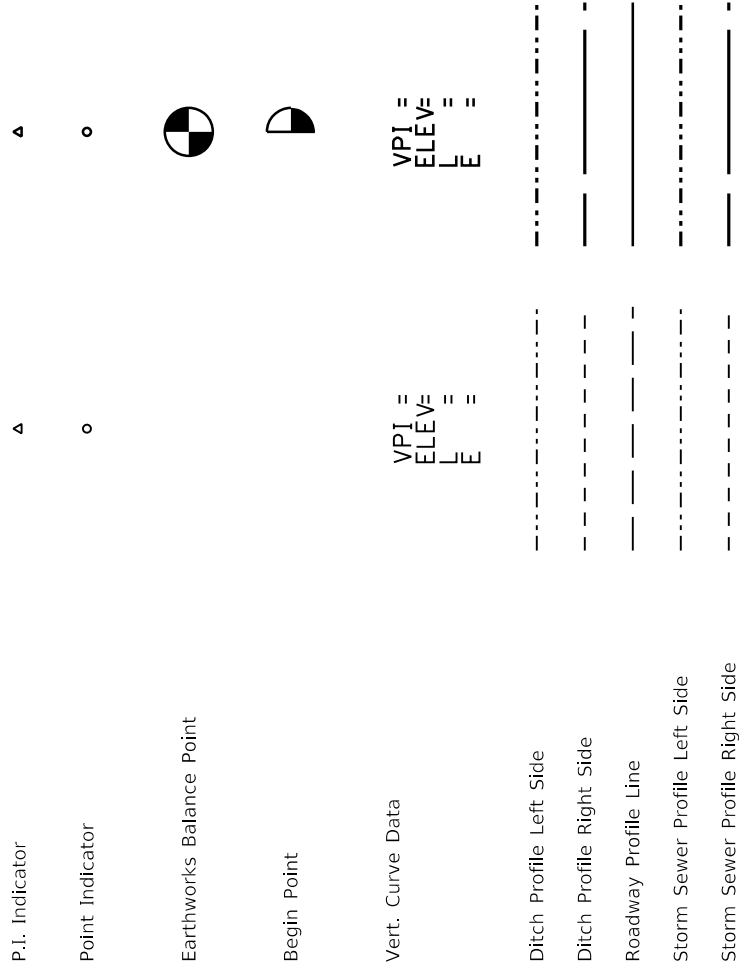 P.I. Indicator
Point Indicator
Earthworks Balance Point
Begin Point
Vert. Curve Data
VPI =
ELEV=
L =
E =
VPI =
ELEV=
L =
E =
Ditch Profile Left Side
Ditch Profile Right Side
Roadway Profile Line
Storm Sewer Profile Left Side
Storm Sewer Profile Right Side